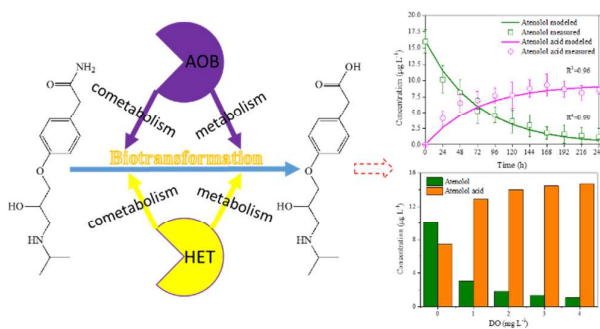 NH₂
O
O
HO
HN
AOB
cometabolism
metabolism
Biotransformation
cometabolism
metabolism
HET
OH
O
O
HO
HN
Concentration (µg L⁻¹)
20.0
17.5
15.0
12.5
10.0
7.5
5.0
2.5
0.0
Atenolol modeled
Atenolol measured
Atenolol acid modeled
Atenolol acid measured
R²=0.96
R²=0.99
0 24 48 72 96 120 144 168 192 216 240
Time (h)
Concentration (µg L⁻¹)
16
12
8
4
0
Atenolol
Atenolol acid
0 1 2 3 4
DO (mg L⁻¹)